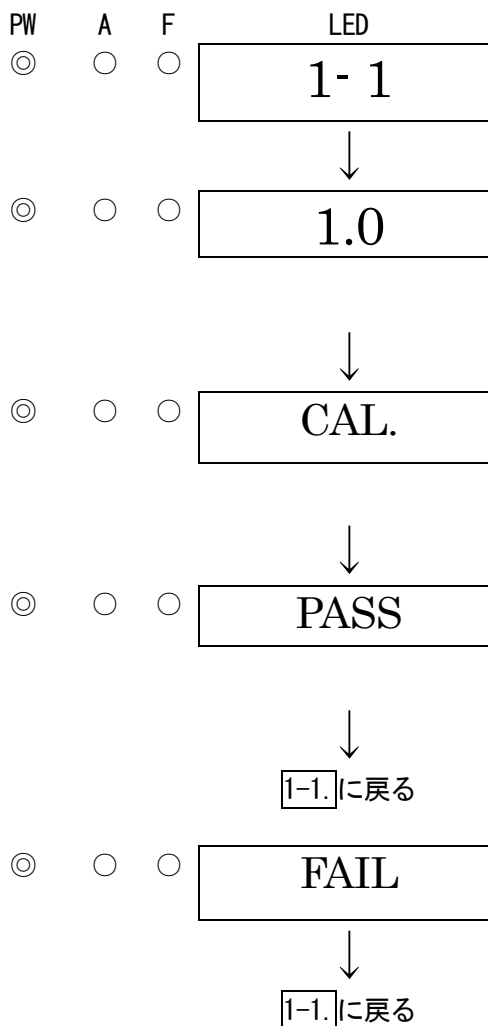 PW A F LED
◎ ○ ○ 1- 1
↓
◎ ○ ○ 1.0
↓
◎ ○ ○ CAL.
↓
◎ ○ ○ PASS
↓
1-1.に戻る
◎ ○ ○ FAIL
↓
1-1.に戻る